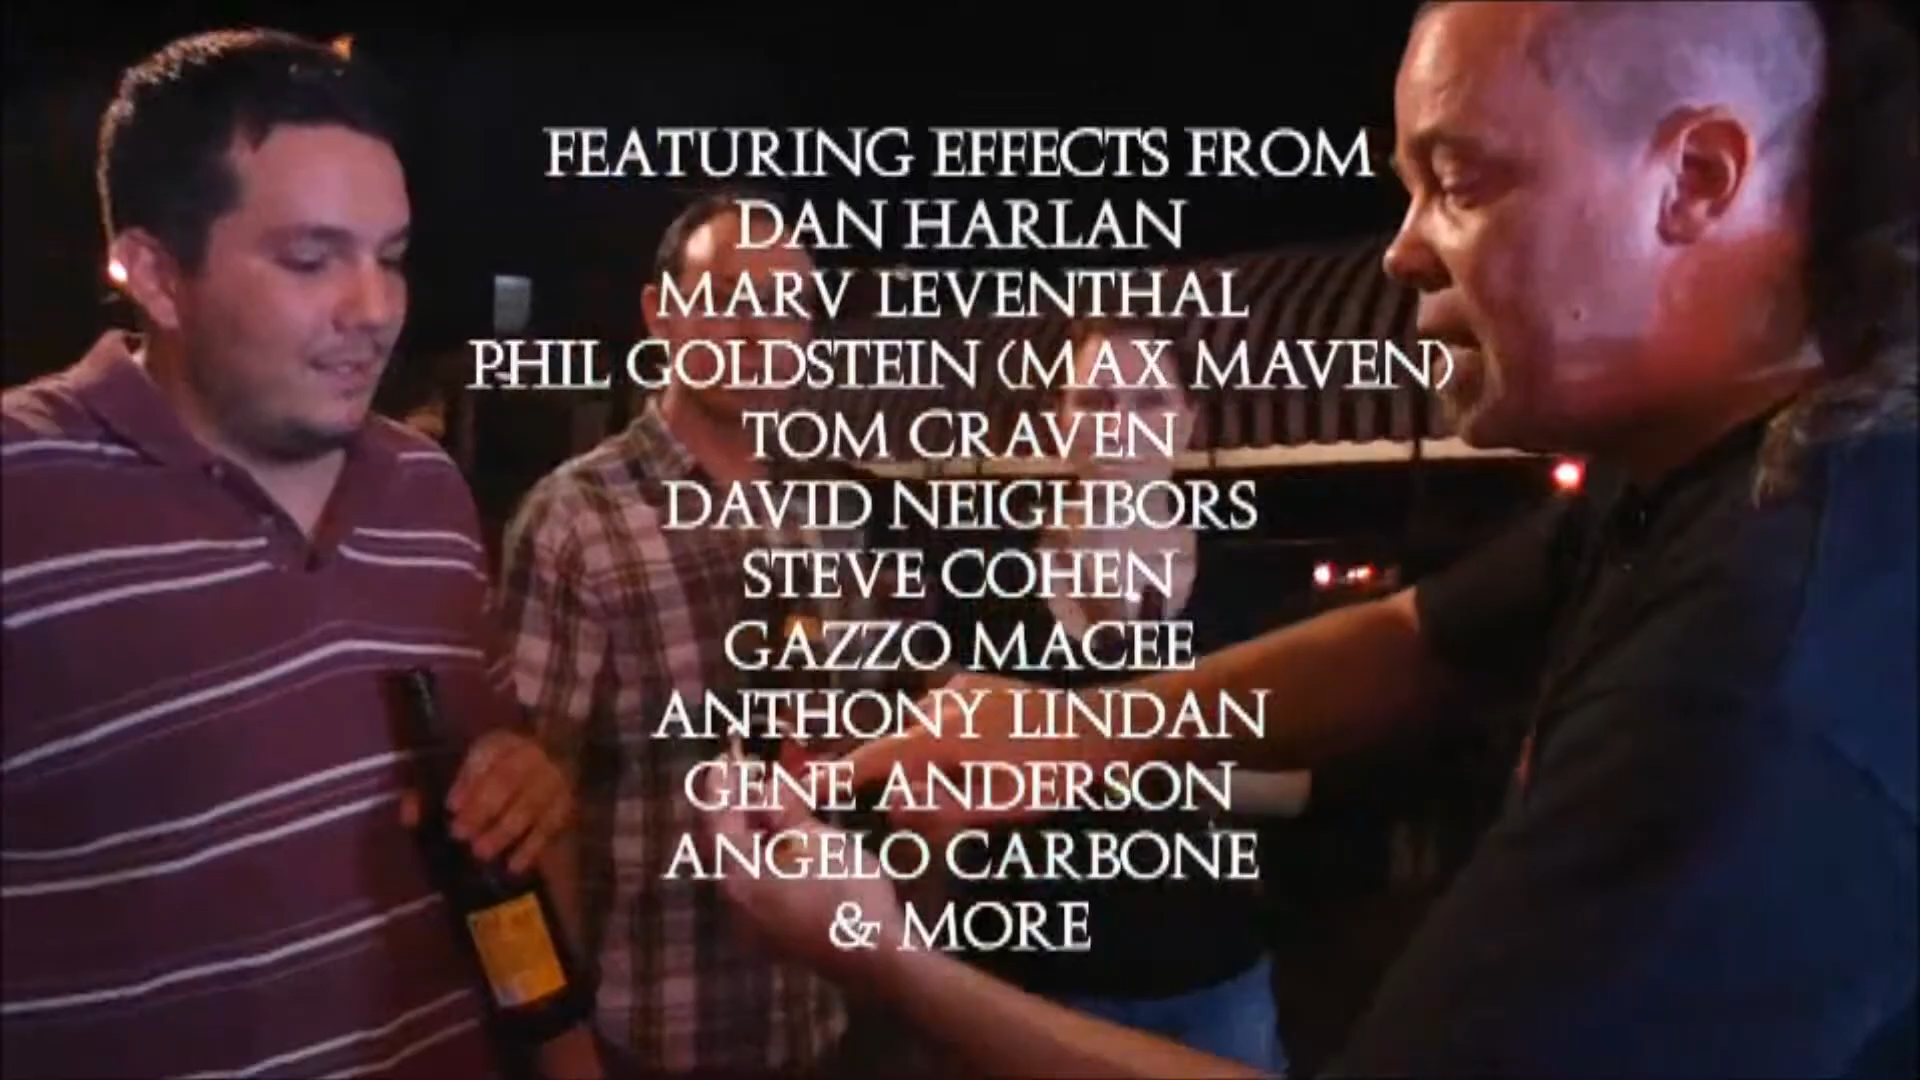 FEATURING EFFECTS FROM
DAN HARLAN
MARV LEVENTHAL
PHIL GOLDSTEIN (MAX MAVEN)
TOM CRAVEN
DAVID NEIGHBORS
STEVE COHEN
GAZZO MACEE
ANTHONY LINDAN
GENE ANDERSON
ANGELO CARBONE
& MORE